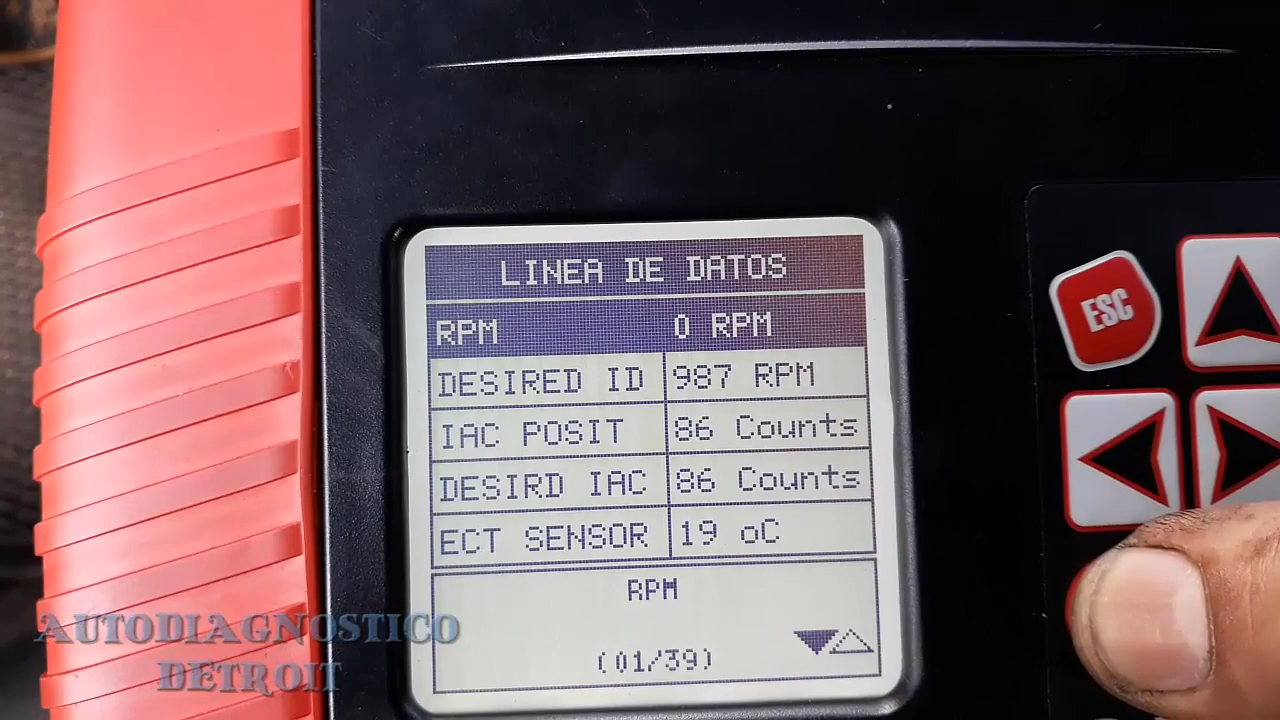 LINEA DE DATOS
RPM 0 RPM
DESIRED ID 987 RPM
IAC POSIT 86 Counts
DESIRD IAC 86 Counts
ECT SENSOR 19 oC
RPM
(01/39)
ESC
AUTODIAGNOSTICO
DETROIT